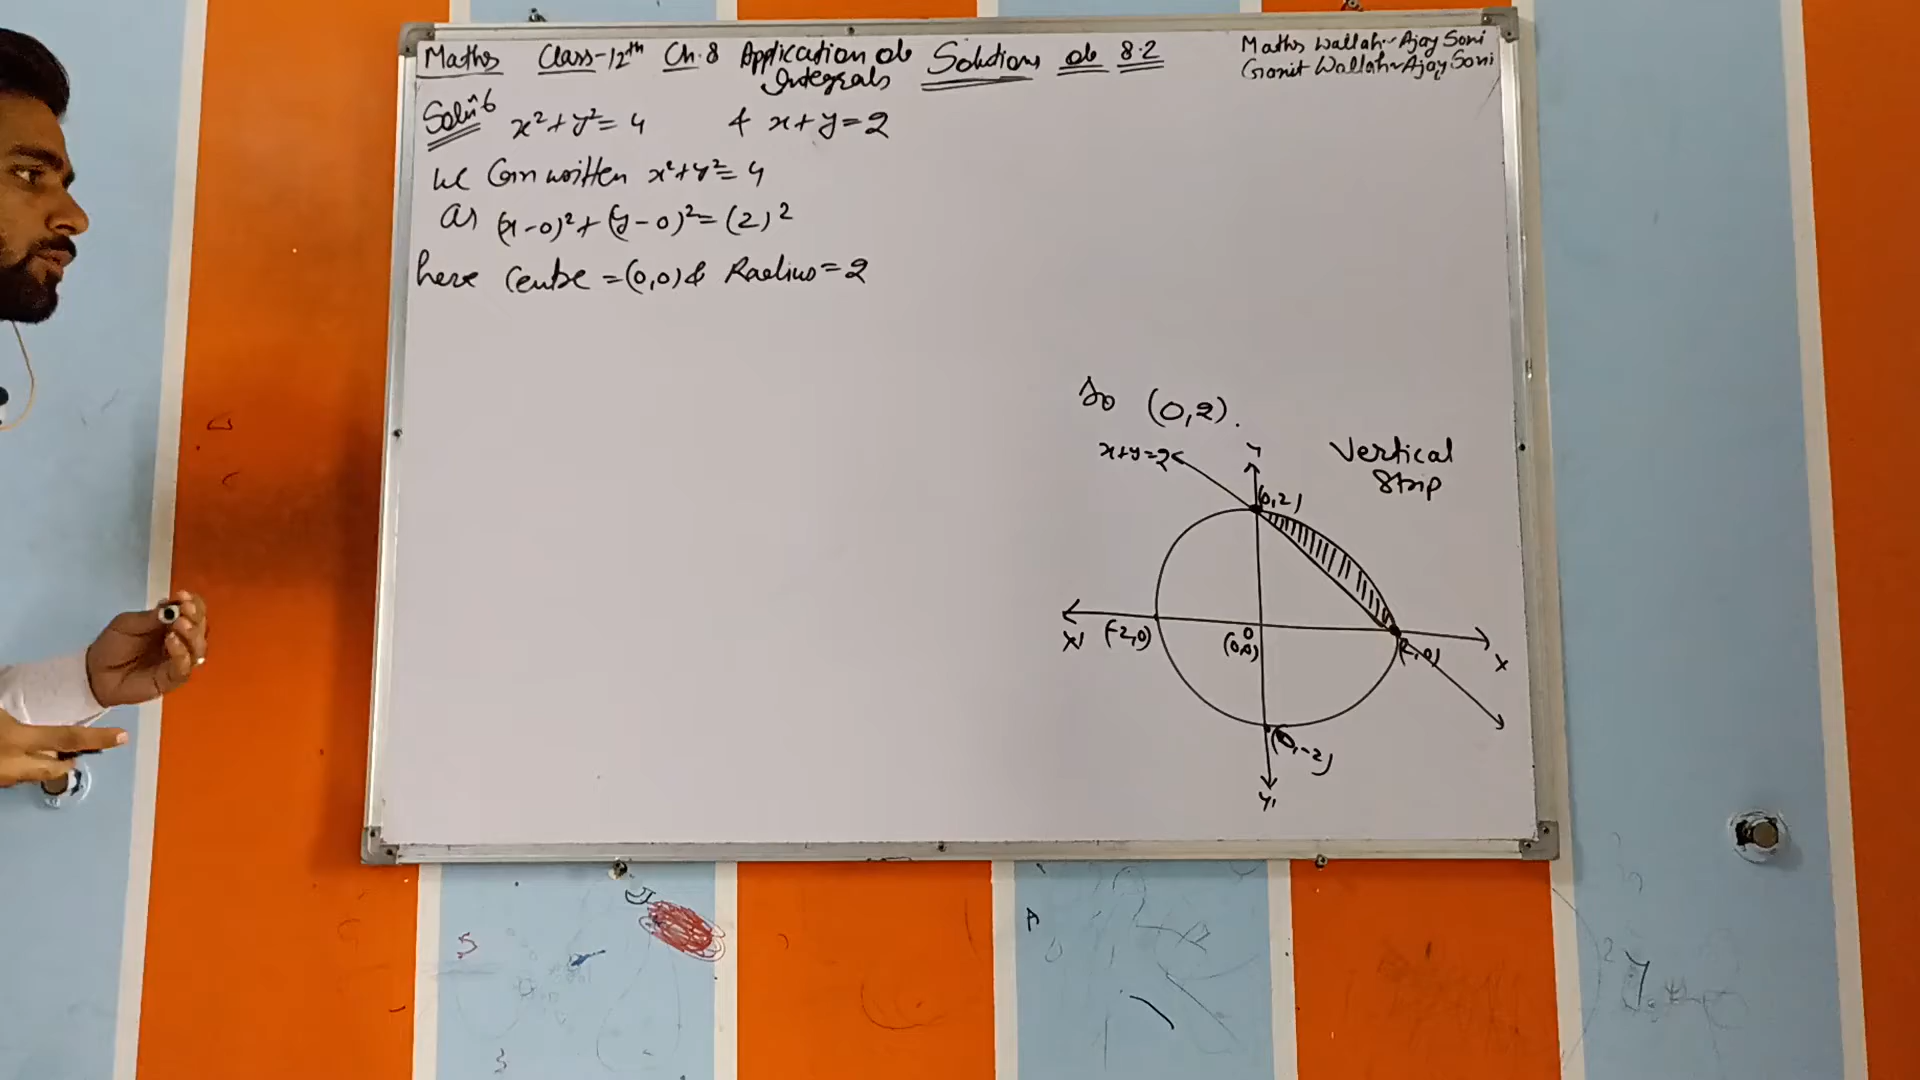 Maths Class-12th Ch.8 Application of Integrals Solutions of 8.2
Maths Wallah~Ajay Soni
Ganit Wallah~Ajay Soni
Solun^6 x²+y²=4 & x+y=2
we can written x²+y²=4
as (x-0)²+(y-0)²=(2)²
here Centre =(0,0) & Radius=2
So (0,2).
Vertical
Strip
x+y=2
Y
(0,2)
X' (-2,0)
O
(0,0)
(2,0)
X
(0,-2)
Y'